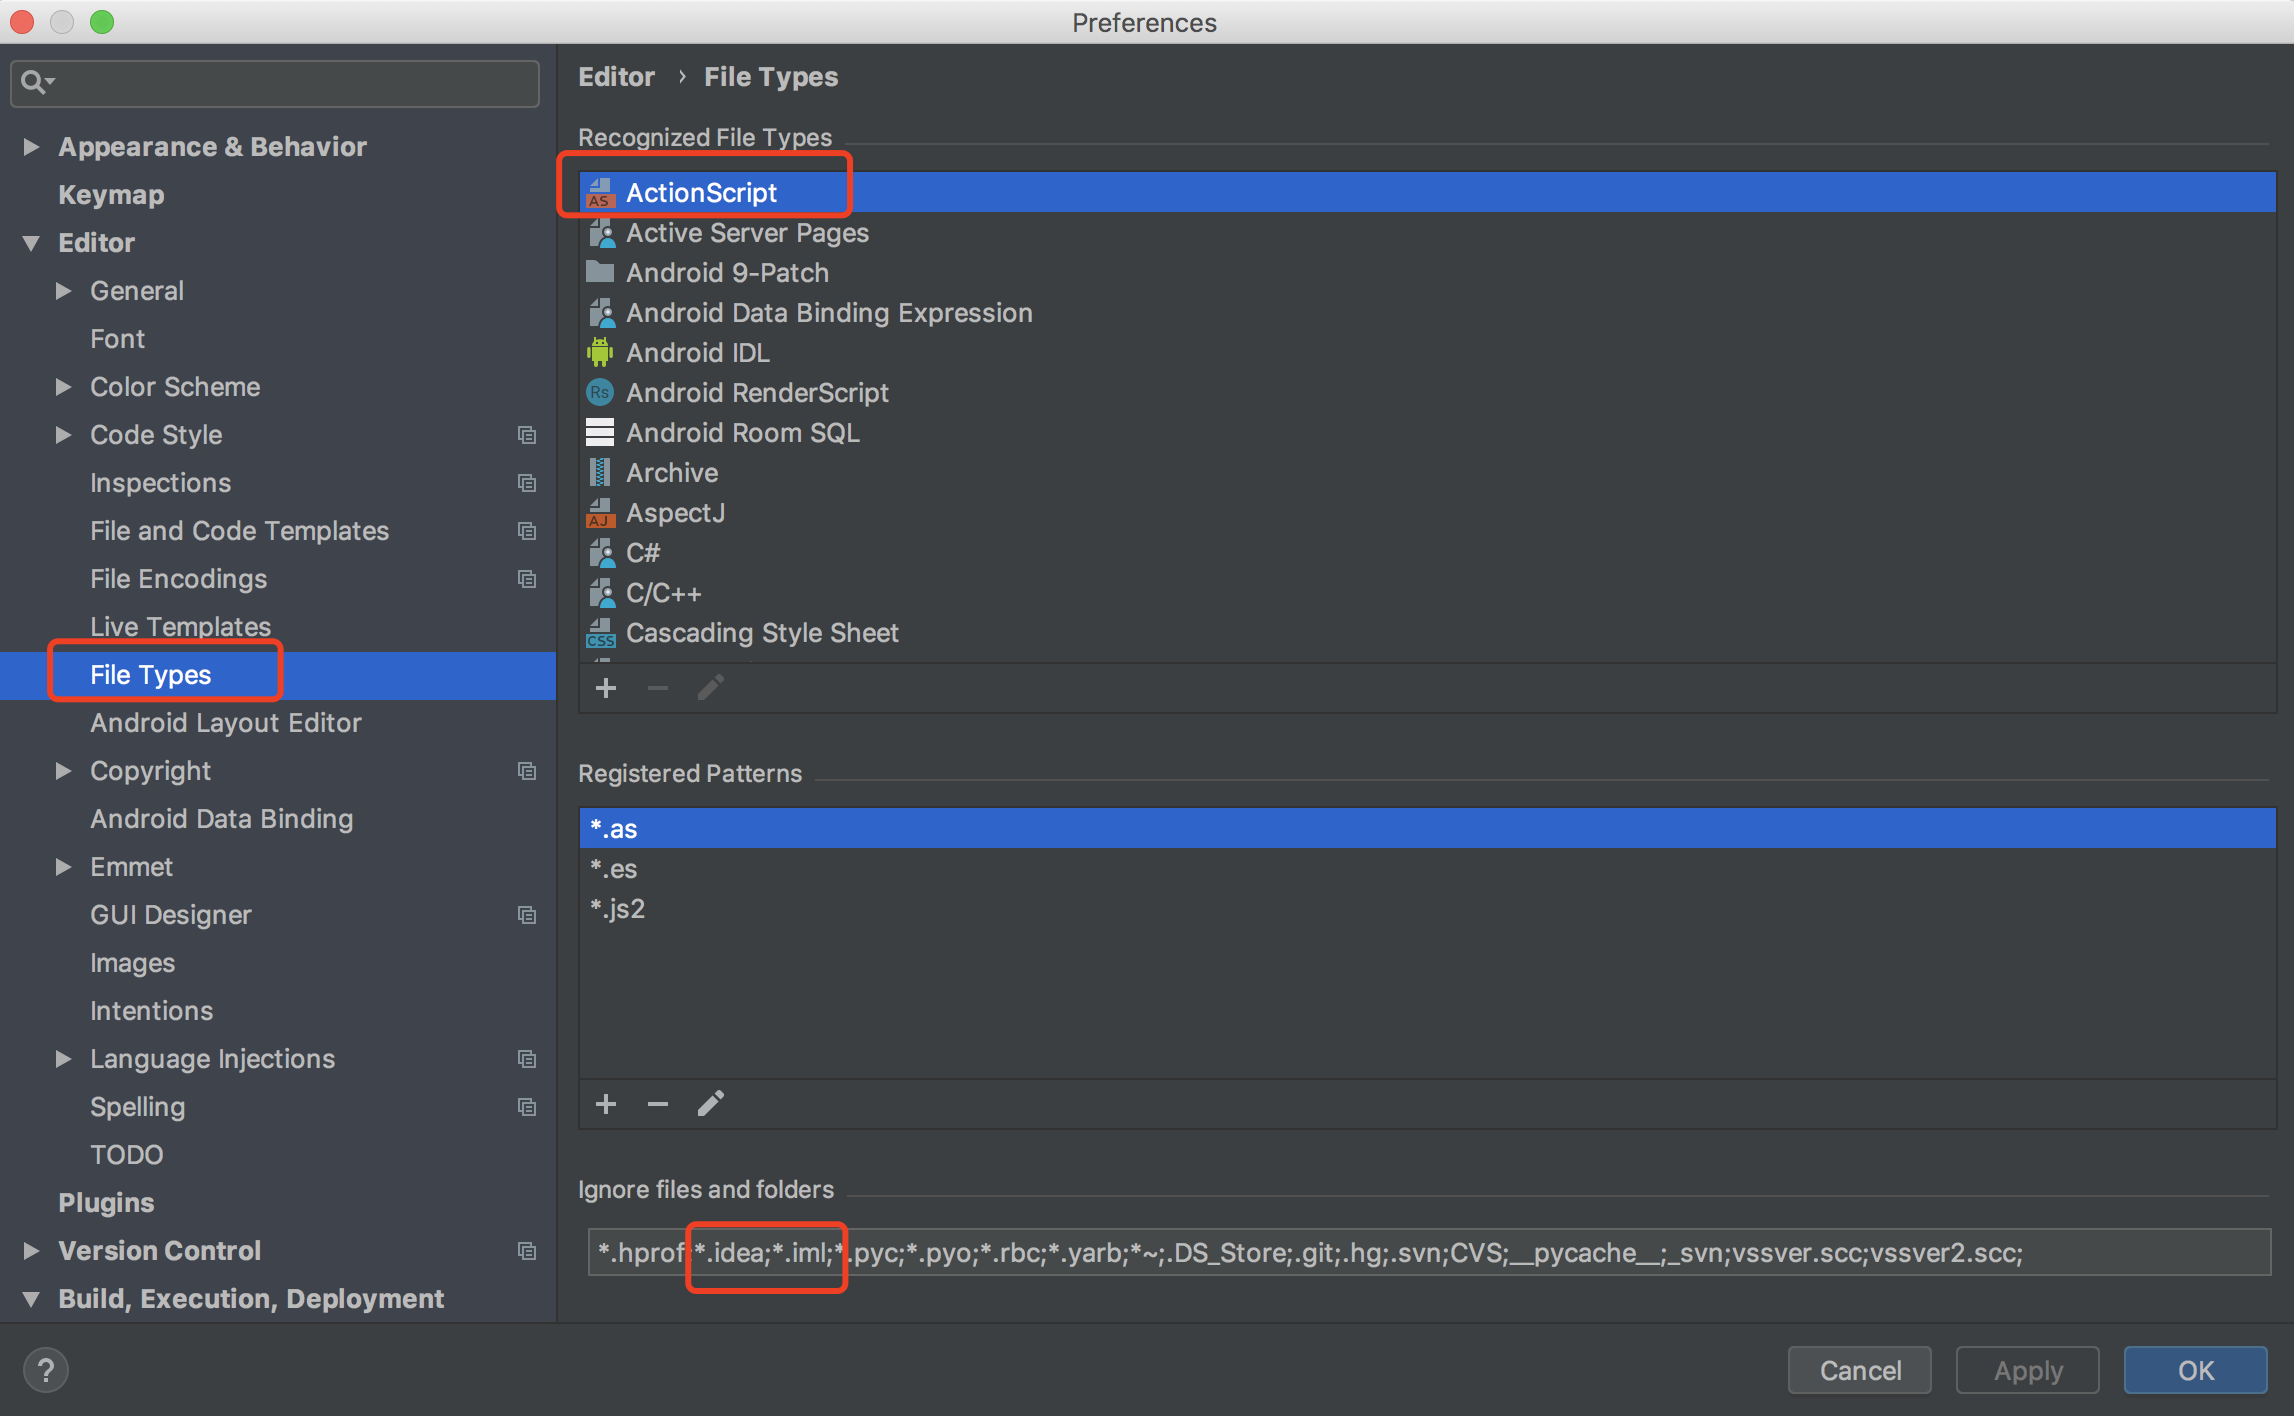 Preferences
Appearance & Behavior
Keymap
Editor
General
Font
Color Scheme
Code Style
Inspections
File and Code Templates
File Encodings
Live Templates
File Types
Android Layout Editor
Copyright
Android Data Binding
Emmet
GUI Designer
Images
Intentions
Language Injections
Spelling
TODO
Plugins
Version Control
Build, Execution, Deployment
Editor › File Types
Recognized File Types
AS ActionScript
Active Server Pages
Android 9-Patch
Android Data Binding Expression
Android IDL
Rs Android RenderScript
Android Room SQL
Archive
AJ AspectJ
C#
C/C++
CSS Cascading Style Sheet
Registered Patterns
*.as
*.es
*.js2
Ignore files and folders
*.hprof;*.idea;*.iml;*.pyc;*.pyo;*.rbc;*.yarb;*~;.DS_Store;.git;.hg;.svn;CVS;__pycache__;_svn;vssver.scc;vssver2.scc;
?
Cancel
Apply
OK